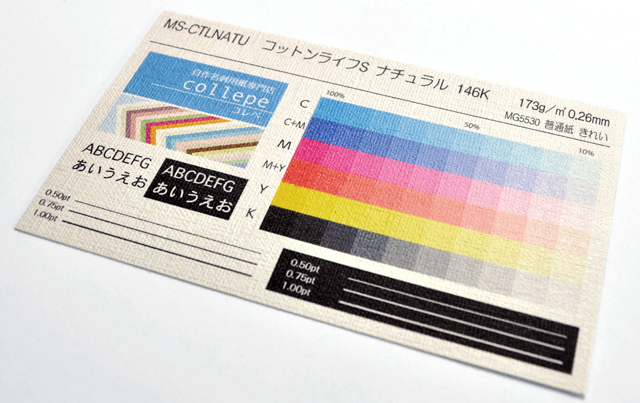 MS-CTLNATU コットンライフS ナチュラル 146K 173g/㎡ 0.26mm
MG5530 普通紙 きれい
自作名刺用紙専門店
collepe
コレペ
100% 50% 10%
C
C+M
M
M+Y
Y
K
ABCDEFG
あいうえお
ABCDEFG
あいうえお
0.50pt
0.75pt
1.00pt
0.50pt
0.75pt
1.00pt